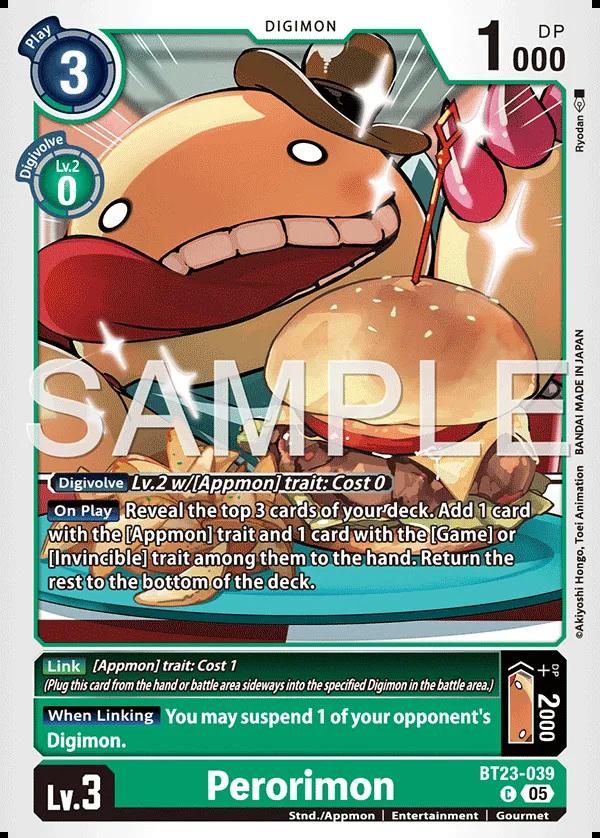 DIGIMON
Play
3
DP
1000
Digivolve
Lv.2
0
Ryodan
SAMPLE
©Akiyoshi Hongo, Toei Animation BANDAI MADE IN JAPAN
Digivolve Lv.2 w/[Appmon] trait: Cost 0
On Play Reveal the top 3 cards of your deck. Add 1 card
with the [Appmon] trait and 1 card with the [Game] or
[Invincible] trait among them to the hand. Return the
rest to the bottom of the deck.
Link [Appmon] trait: Cost 1
(Plug this card from the hand or battle area sideways into the specified Digimon in the battle area.)
When Linking You may suspend 1 of your opponent's
Digimon.
DP
+2000
Lv.3
Perorimon
BT23-039
C 05
Stnd./Appmon | Entertainment | Gourmet